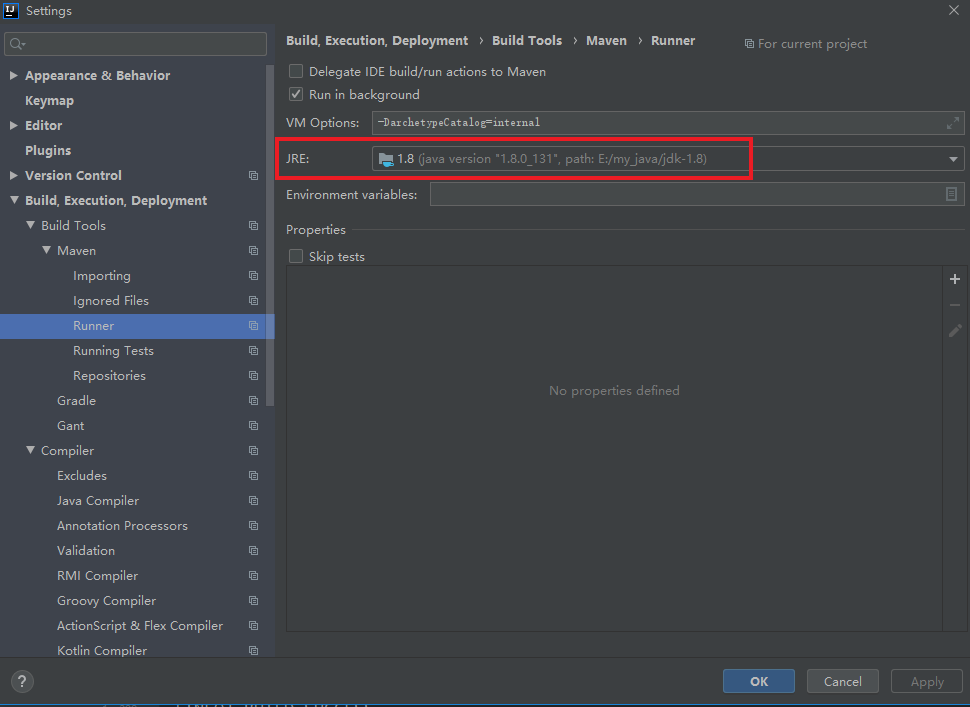 Settings
Build, Execution, Deployment › Build Tools › Maven › Runner
For current project
Appearance & Behavior
Keymap
Editor
Plugins
Version Control
Build, Execution, Deployment
Build Tools
Maven
Importing
Ignored Files
Runner
Running Tests
Repositories
Gradle
Gant
Compiler
Excludes
Java Compiler
Annotation Processors
Validation
RMI Compiler
Groovy Compiler
ActionScript & Flex Compiler
Kotlin Compiler
Delegate IDE build/run actions to Maven
Run in background
VM Options: -DarchetypeCatalog=internal
JRE: 1.8 (java version "1.8.0_131", path: E:/my_java/jdk-1.8)
Environment variables:
Properties
Skip tests
No properties defined
? OK Cancel Apply